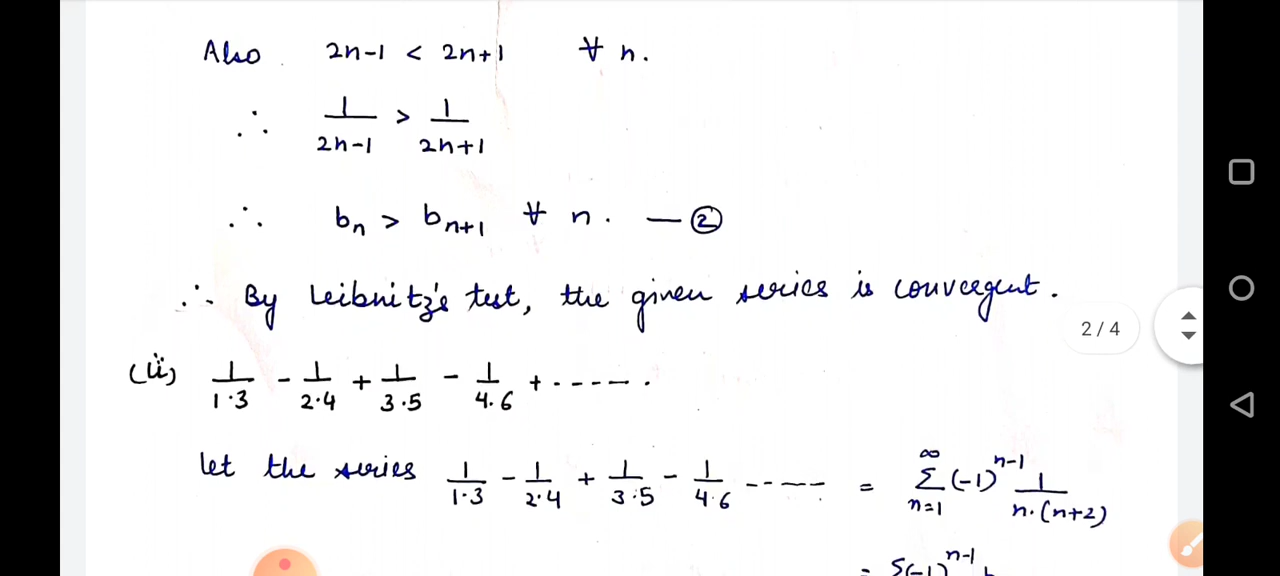 Also 2n-1 < 2n+1 ∀ n.
∴ 1/(2n-1) > 1/(2n+1)
∴ bn > bn+1 ∀ n. — ②
∴ By Leibnitz's test, the given series is convergent.
2 / 4
(ii) 1/(1·3) - 1/(2·4) + 1/(3·5) - 1/(4·6) + ----- .
let the series 1/(1·3) - 1/(2·4) + 1/(3·5) - 1/(4·6) ----- = ∞ Σ n=1 (-1)^(n-1) 1/(n·(n+2))
= Σ(-1)^(n-1) b